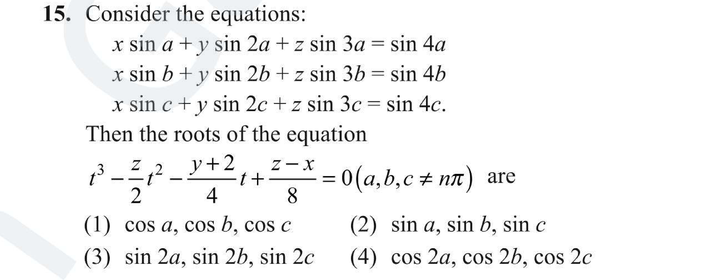 15. Consider the equations:
x sin a + y sin 2a + z sin 3a = sin 4a
x sin b + y sin 2b + z sin 3b = sin 4b
x sin c + y sin 2c + z sin 3c = sin 4c.
Then the roots of the equation
t³ − z/2 t² − (y + 2)/4 t + (z − x)/8 = 0 (a, b, c ≠ nπ) are
(1) cos a, cos b, cos c (2) sin a, sin b, sin c
(3) sin 2a, sin 2b, sin 2c (4) cos 2a, cos 2b, cos 2c